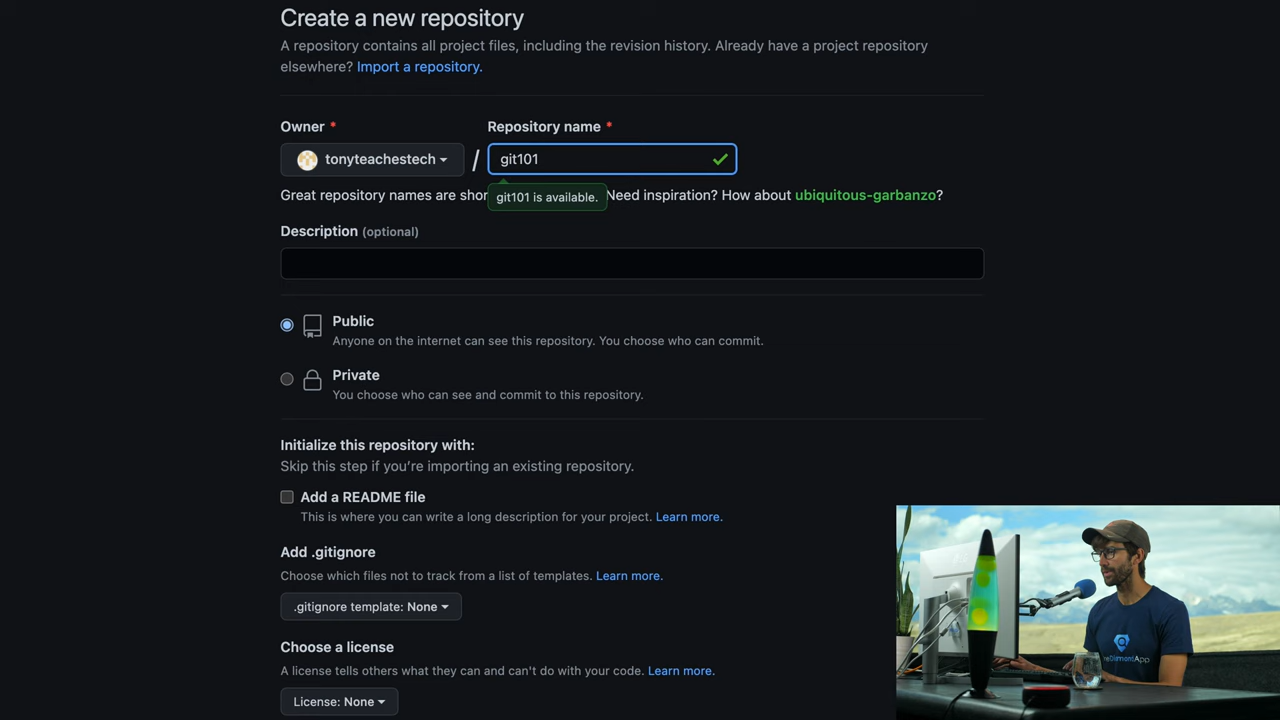 Create a new repository
A repository contains all project files, including the revision history. Already have a project repository
elsewhere? Import a repository.
Owner *
Repository name *
tonyteachestech
/
git101
Great repository names are shor
git101 is available.
Need inspiration? How about ubiquitous-garbanzo?
Description (optional)
Public
Anyone on the internet can see this repository. You choose who can commit.
Private
You choose who can see and commit to this repository.
Initialize this repository with:
Skip this step if you’re importing an existing repository.
Add a README file
This is where you can write a long description for your project. Learn more.
Add .gitignore
Choose which files not to track from a list of templates. Learn more.
.gitignore template: None
Choose a license
A license tells others what they can and can't do with your code. Learn more.
License: None